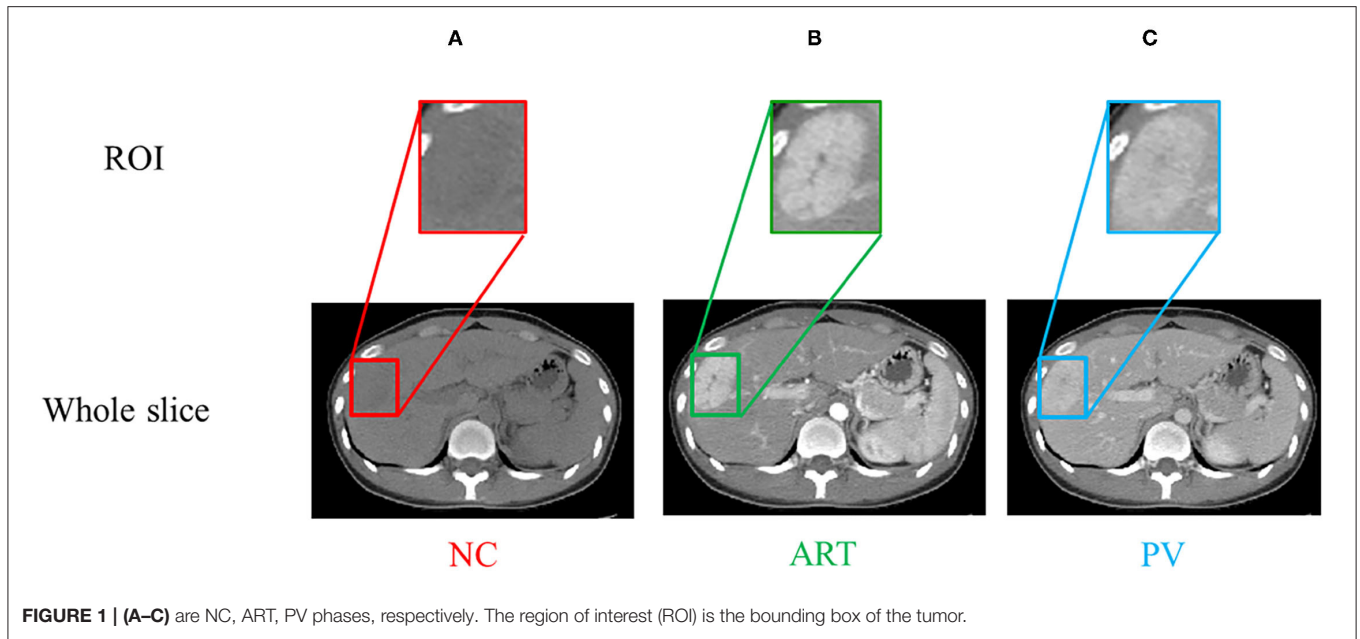 A B C
ROI
Whole slice
NC ART PV
FIGURE 1 | (A–C) are NC, ART, PV phases, respectively. The region of interest (ROI) is the bounding box of the tumor.